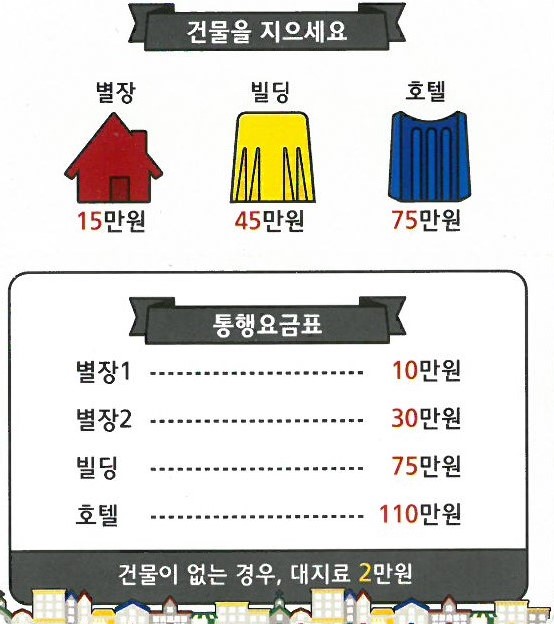 건물을 지으세요
별장 빌딩 호텔
15만원 45만원 75만원
통행요금표
별장1 ---------------------- 10만원
별장2 ---------------------- 30만원
빌딩 ---------------------- 75만원
호텔 ---------------------- 110만원
건물이 없는 경우, 대지료 2만원